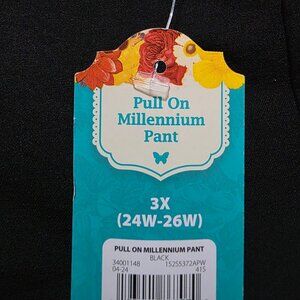 Pull On
Millennium
Pant
3X
(24W-26W)
PULL ON MILLENNIUM PANT
BLACK
34001148 15255372APW
04-24 415